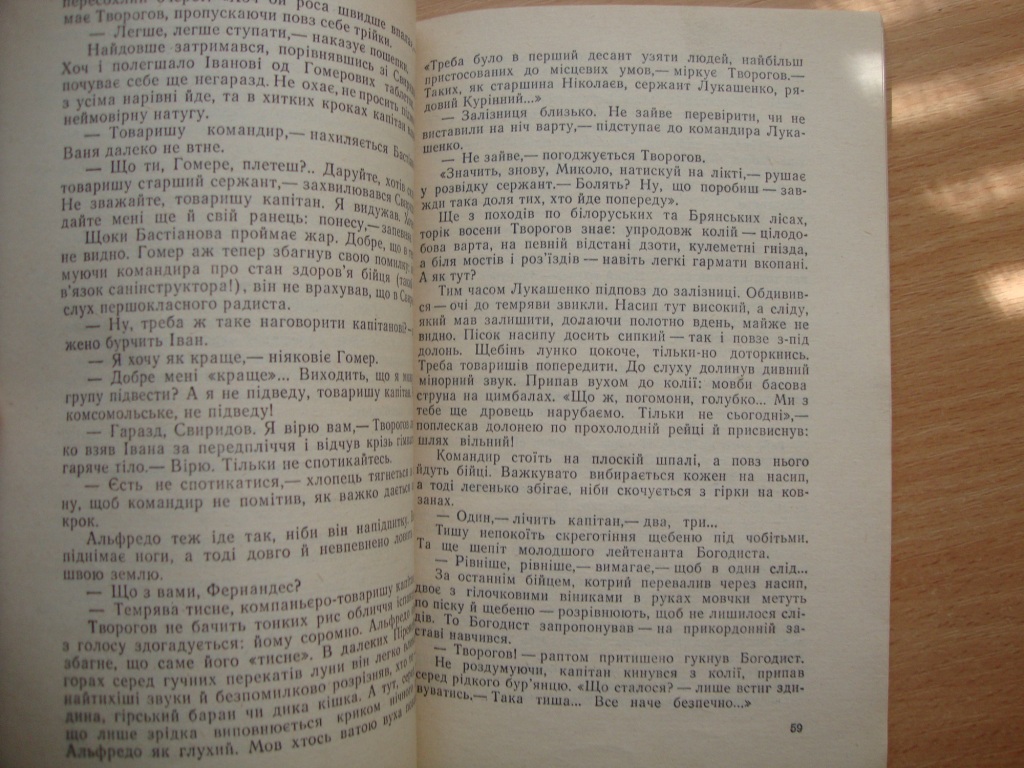 має Творогов, пропускаючи повз себе трійки.
— Легше, легше ступати,— наказує пошепки.
Найдовше затримався, порівнявшись зі
Хоч і полегшало Іванові од Гомерових
почуває себе ще негаразд. Не охає, не просить
з усіма нарівні йде, та в хитких кроках капітан
неймовірну натугу.
— Товаришу командир,— нахиляється
Ваня далеко не втне.
— Що ти, Гомере, плетеш?.. Даруйте, хотів
товаришу старший сержант,— захвилювався
Не зважайте, товаришу капітан. Я видужав.
дайте мені ще й свій ранець: понесу,—
Щоки Бастіанова проймає жар. Добре, що в
не видно. Гомер аж тепер збагнув свою помилку:
муючи командира про стан здоров'я бійця
в'язок санінструктора!), він не врахував, що в
слух першокласного радиста.
— Ну, треба ж таке наговорити капітанові?—
жено бурчить Іван.
— Я хочу як краще,— ніяковіє Гомер.
— Добре мені «краще»... Виходить, що я
групу підвести? А я не підведу, товаришу капітан.
комсомольське, не підведу!
— Гаразд, Свиридов. Я вірю вам,— Творогов
ко взяв Івана за передпліччя і відчув крізь
гаряче тіло.— Вірю. Тільки не спотикайтесь.
— Єсть не спотикатися,— хлопець тягнеться
ну, щоб командир не помітив, як важко дається
крок.
Альфредо теж іде так, ніби він напідпитку.
піднімає ноги, а тоді довго й невпевнено
швою землю.
— Що з вами, Фернандес?
— Темрява тисне, компаньєро-товаришу
Творогов не бачить тонких рис обличчя
з голосу здогадується: йому соромно. Альфредо
збагне, що саме його «тисне». В далеких
горах серед гучних перекатів луни він легко
найтихіші звуки й безпомилково розрізняв, хто
дина, гірський баран чи дика кішка. А тут,
що лише зрідка виповнюється криком нічного
Альфредо як глухий. Мов хтось ватою вуха
«Треба було в перший десант узяти людей, найбільш
пристосованих до місцевих умов,— міркує Творогов.—
Таких, як старшина Ніколаєв, сержант Лукашенко, ря-
довий Курінний...»
— Залізниця близько. Не зайве перевірити, чи не
виставили на ніч варту,— підступає до командира Лука-
шенко.
— Не зайве,— погоджується Творогов.
«Значить, знову, Миколо, натискуй на лікті,— рушає
у розвідку сержант.— Болять? Ну, що поробиш — зав-
жди така доля тих, хто йде попереду».
Ще з походів по білоруських та Брянських лісах,
торік восени Творогов знає: упродовж колій — цілодо-
бова варта, на певній відстані дзоти, кулеметні гнізда,
а біля мостів і роз'їздів — навіть легкі гармати вкопані.
А як тут?
Тим часом Лукашенко підповз до залізниці. Обдивив-
ся — очі до темряви звикли. Насип тут високий, а сліду,
який мав залишити, долаючи полотно вдень, майже не
видно. Пісок насипу досить сипкий — так і повзе з-під
долонь. Щебінь лунко цокоче, тільки-но доторкнись.
Треба товаришів попередити. До слуху долинув дивний
мінорний звук. Припав вухом до колії: мовби басова
струна на цимбалах. «Що ж, погомони, голубко... Ми з
тебе ще дровець нарубаємо. Тільки не сьогодні»,—
поплескав долонею по прохолодній рейці й присвиснув:
шлях вільний!
Командир стоїть на плоскій шпалі, а повз нього
йдуть бійці. Важкувато вибирається кожен на насип,
а тоді легенько збігає, ніби скочується з гірки на ков-
занах.
— Один,— лічить капітан,— два, три...
Тишу непокоїть скреготіння щебеню під чобітьми.
Та ще шепіт молодшого лейтенанта Богодиста.
— Рівніше, рівніше,— вимагає,— щоб в один слід...
За останнім бійцем, котрий перевалив через насип,
двоє з гілочковими віниками в руках мовчки метуть
по піску й щебеню — розрівнюють, щоб не лишилося слі-
дів. То Богодист запропонував — на прикордонній за-
ставі навчився.
— Творогов! — раптом притишено гукнув Богодист.
Не роздумуючи, капітан кинувся з колії, припав
серед рідкого бур'янцю. «Що сталося? — лише встиг зди-
вуватись.— Така тиша... Все наче безпечно...»
59